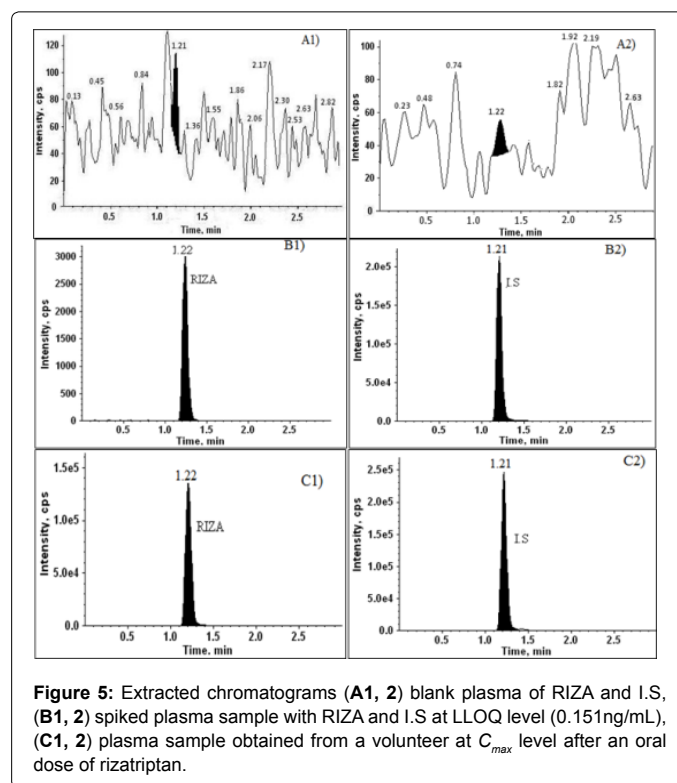 A1)
120
100
80
60
40
20
0
Intensity, cps
0.13
0.45
0.56
0.84
1.21
1.36
1.55
1.86
2.06
2.17
2.30
2.53
2.63
2.82
0.5 1.0 1.5 2.0 2.5
Time, min
A2)
100
80
60
40
20
0
Intensity, cps
0.23
0.48
0.74
1.22
1.82
1.92
2.19
2.63
0.5 1.0 1.5 2.0 2.5
Time, min
B1)
1.22
RIZA
3000
2500
2000
1500
1000
500
0
Intensity, cps
0.5 1.0 1.5 2.0 2.5
Time, min
B2)
1.21
I.S
2.0e5
1.5e5
1.0e5
5.0e4
0.0
Intensity, cps
0.5 1.0 1.5 2.0 2.5
Time, min
C1)
1.22
RIZA
1.5e5
1.0e5
5.0e4
0.0
Intensity, cps
0.5 1.0 1.5 2.0 2.5
Time, min
C2)
1.21
I.S
2.5e5
2.0e5
1.5e5
1.0e5
5.0e4
0.0
Intensity, cps
0.5 1.0 1.5 2.0 2.5
Time, min
Figure 5: Extracted chromatograms (A1, 2) blank plasma of RIZA and I.S,
(B1, 2) spiked plasma sample with RIZA and I.S at LLOQ level (0.151ng/mL),
(C1, 2) plasma sample obtained from a volunteer at Cmax level after an oral
dose of rizatriptan.